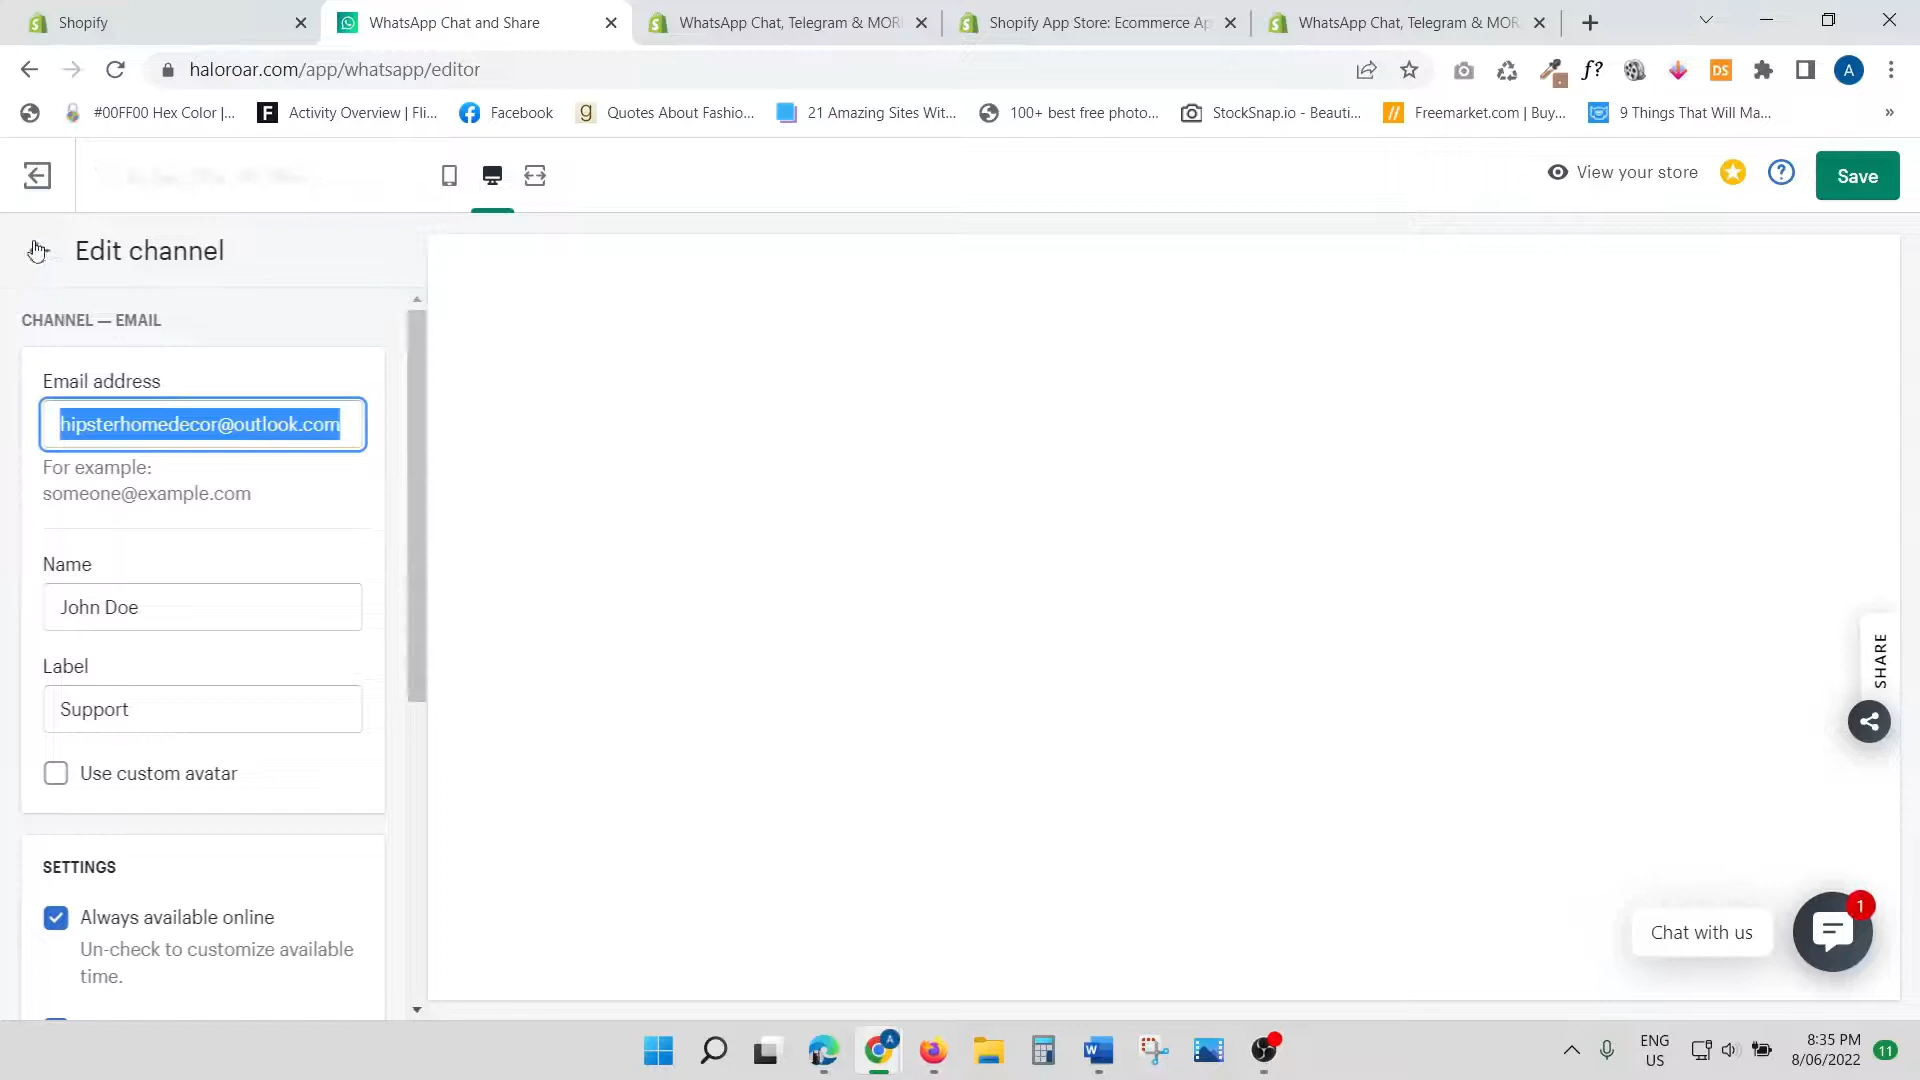 Shopify
WhatsApp Chat and Share
WhatsApp Chat, Telegram & MOR
Shopify App Store: Ecommerce Ap
WhatsApp Chat, Telegram & MOR
haloroar.com/app/whatsapp/editor
f?
DS
A
#00FF00 Hex Color |...
F
Activity Overview | Fli...
Facebook
g
Quotes About Fashio...
21 Amazing Sites Wit...
100+ best free photo...
StockSnap.io - Beauti...
Freemarket.com | Buy...
9 Things That Will Ma...
»
View your store
?
Save
Edit channel
CHANNEL — EMAIL
Email address
hipsterhomedecor@outlook.com
For example:
someone@example.com
Name
John Doe
Label
Support
Use custom avatar
SETTINGS
Always available online
Un-check to customize available
time.
SHARE
Chat with us
1
A
W
ENG
US
8:35 PM
8/06/2022
11